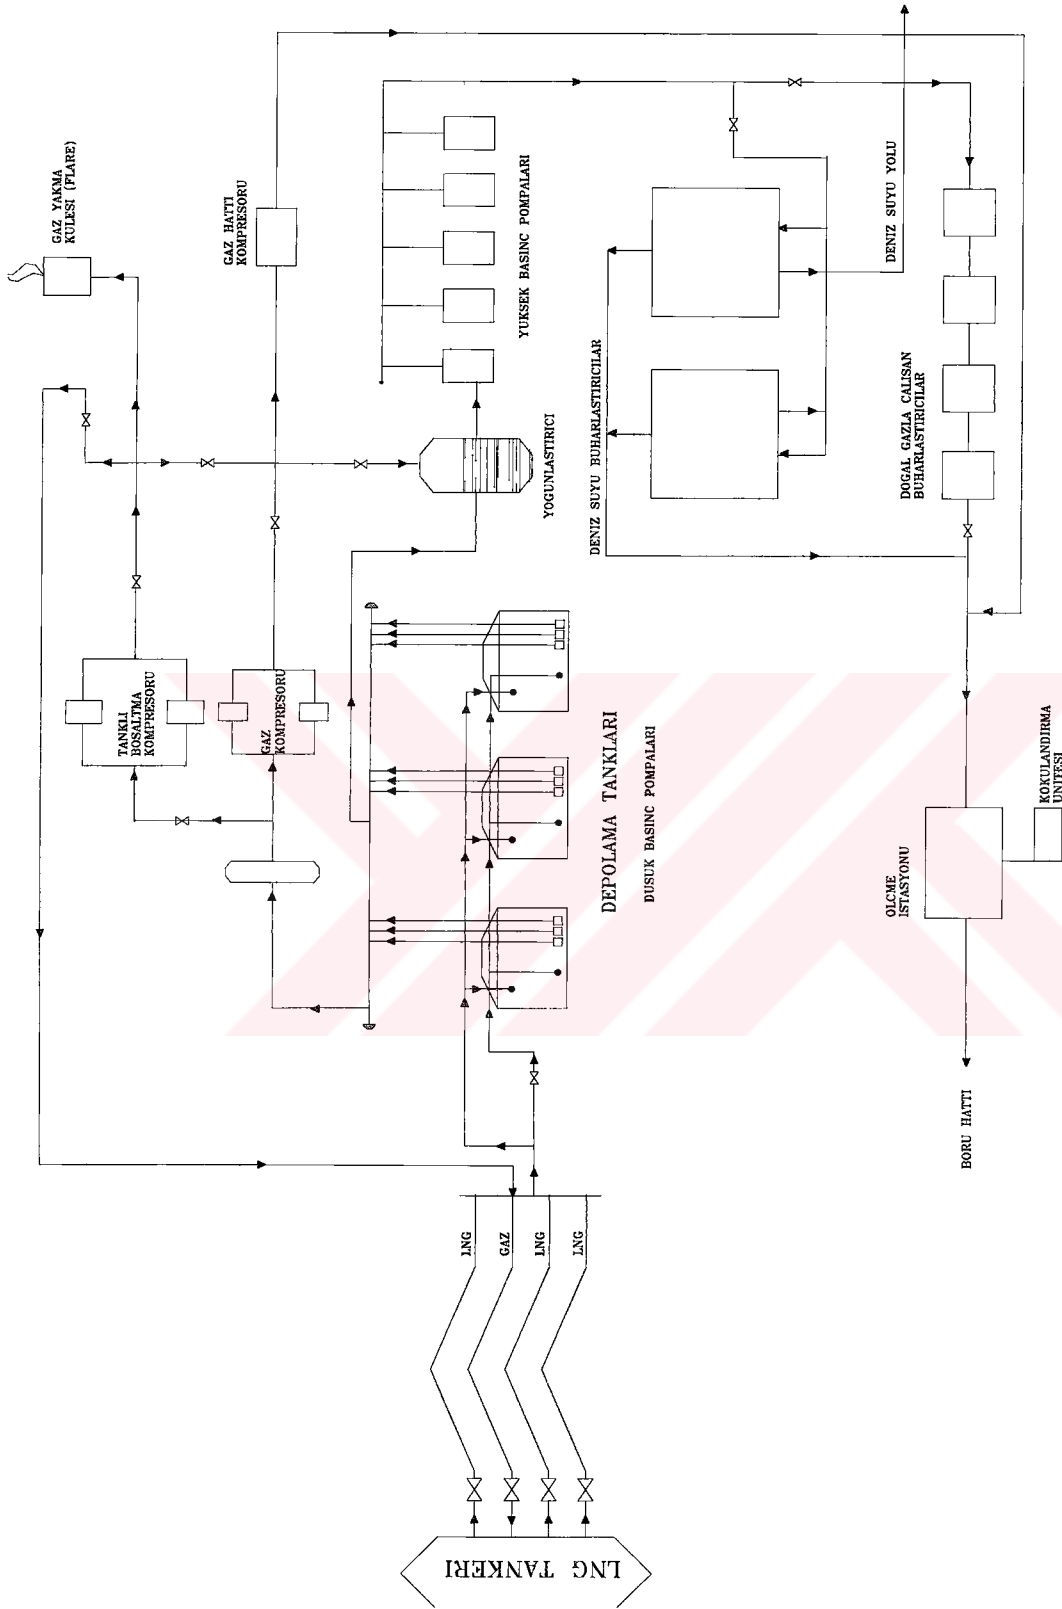 GAZ YAKMA
KULESİ (FLARE)
GAZ HATTI
KOMPRESORU
TANKLI
BOSALTMA
KOMPRESORU
GAZ
KOMPRESORU
YUKSEK BASINC POMPALARI
YOGUNLASTIRICI
DENIZ SUYU BUHARLASTIRICILAR
DENIZ SUYU YOLU
DOGAL GAZLA CALISAN
BUHARLASTIRICILAR
DEPOLAMA TANKLARI
DUSUK BASINC POMPALARI
LNG
GAZ
LNG
LNG
LNG TANKERI
OLCME
ISTASYONU
KOKULANDIRMA
UNITESI
BORU HATTI